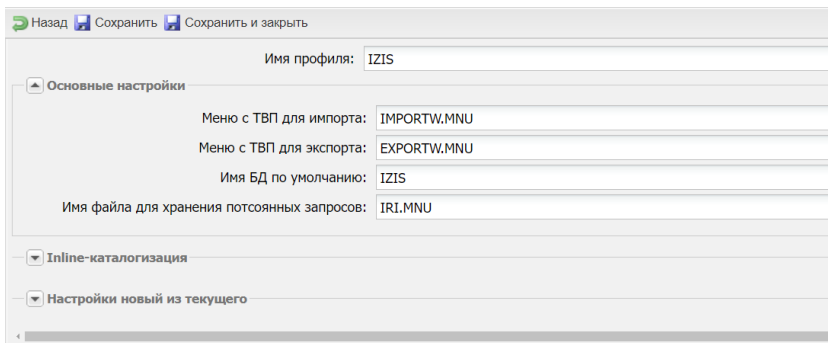 Назад Сохранить Сохранить и закрыть
Имя профиля: IZIS
Основные настройки
Меню с ТВП для импорта: IMPORTW.MNU
Меню с ТВП для экспорта: EXPORTW.MNU
Имя БД по умолчанию: IZIS
Имя файла для хранения потсоянных запросов: IRI.MNU
Inline-каталогизация
Настройки новый из текущего